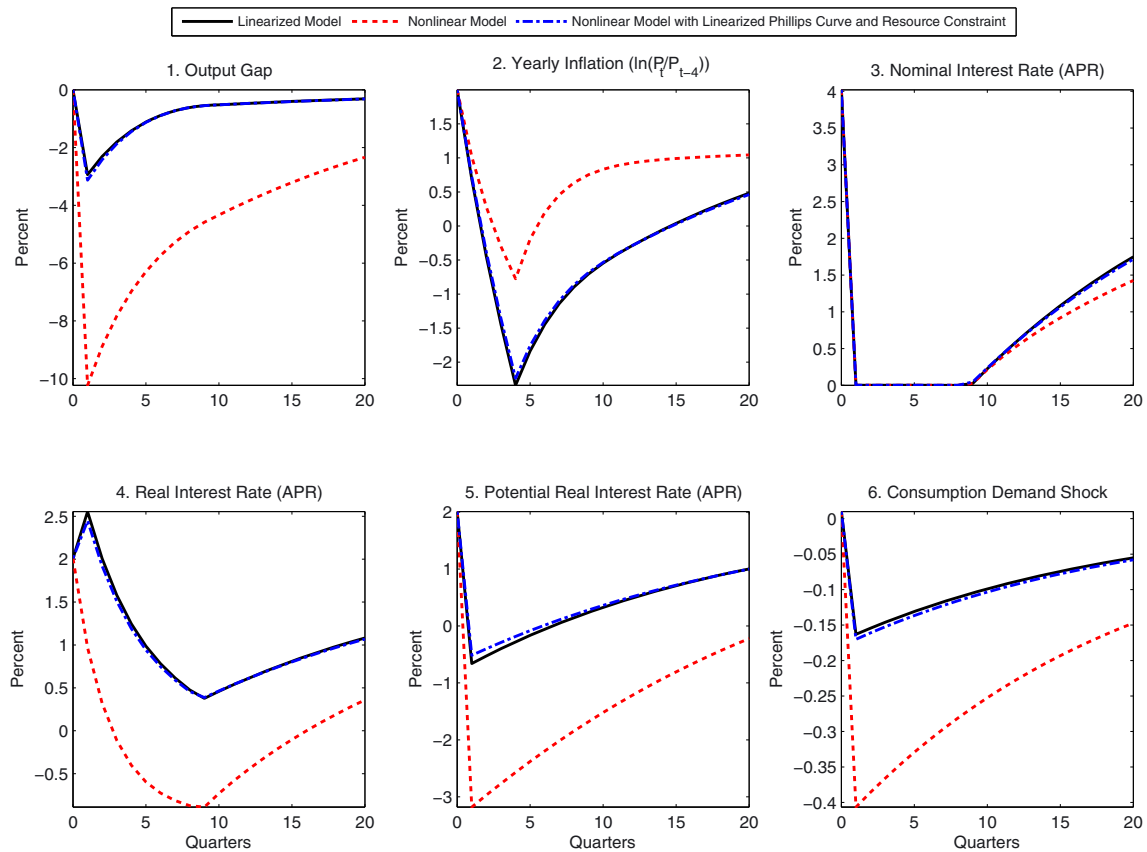 Linearized Model
Nonlinear Model
Nonlinear Model with Linearized Phillips Curve and Resource Constraint
1. Output Gap
0
−2
−4
−6
−8
−10
Percent
0 5 10 15 20
2. Yearly Inflation (ln(Pt/Pt−4))
1.5
1
0.5
0
−0.5
−1
−1.5
−2
Percent
0 5 10 15 20
3. Nominal Interest Rate (APR)
4
3.5
3
2.5
2
1.5
1
0.5
0
Percent
0 5 10 15 20
4. Real Interest Rate (APR)
2.5
2
1.5
1
0.5
0
−0.5
Percent
0 5 10 15 20
Quarters
5. Potential Real Interest Rate (APR)
2
1
0
−1
−2
−3
Percent
0 5 10 15 20
Quarters
6. Consumption Demand Shock
0
−0.05
−0.1
−0.15
−0.2
−0.25
−0.3
−0.35
−0.4
Percent
0 5 10 15 20
Quarters